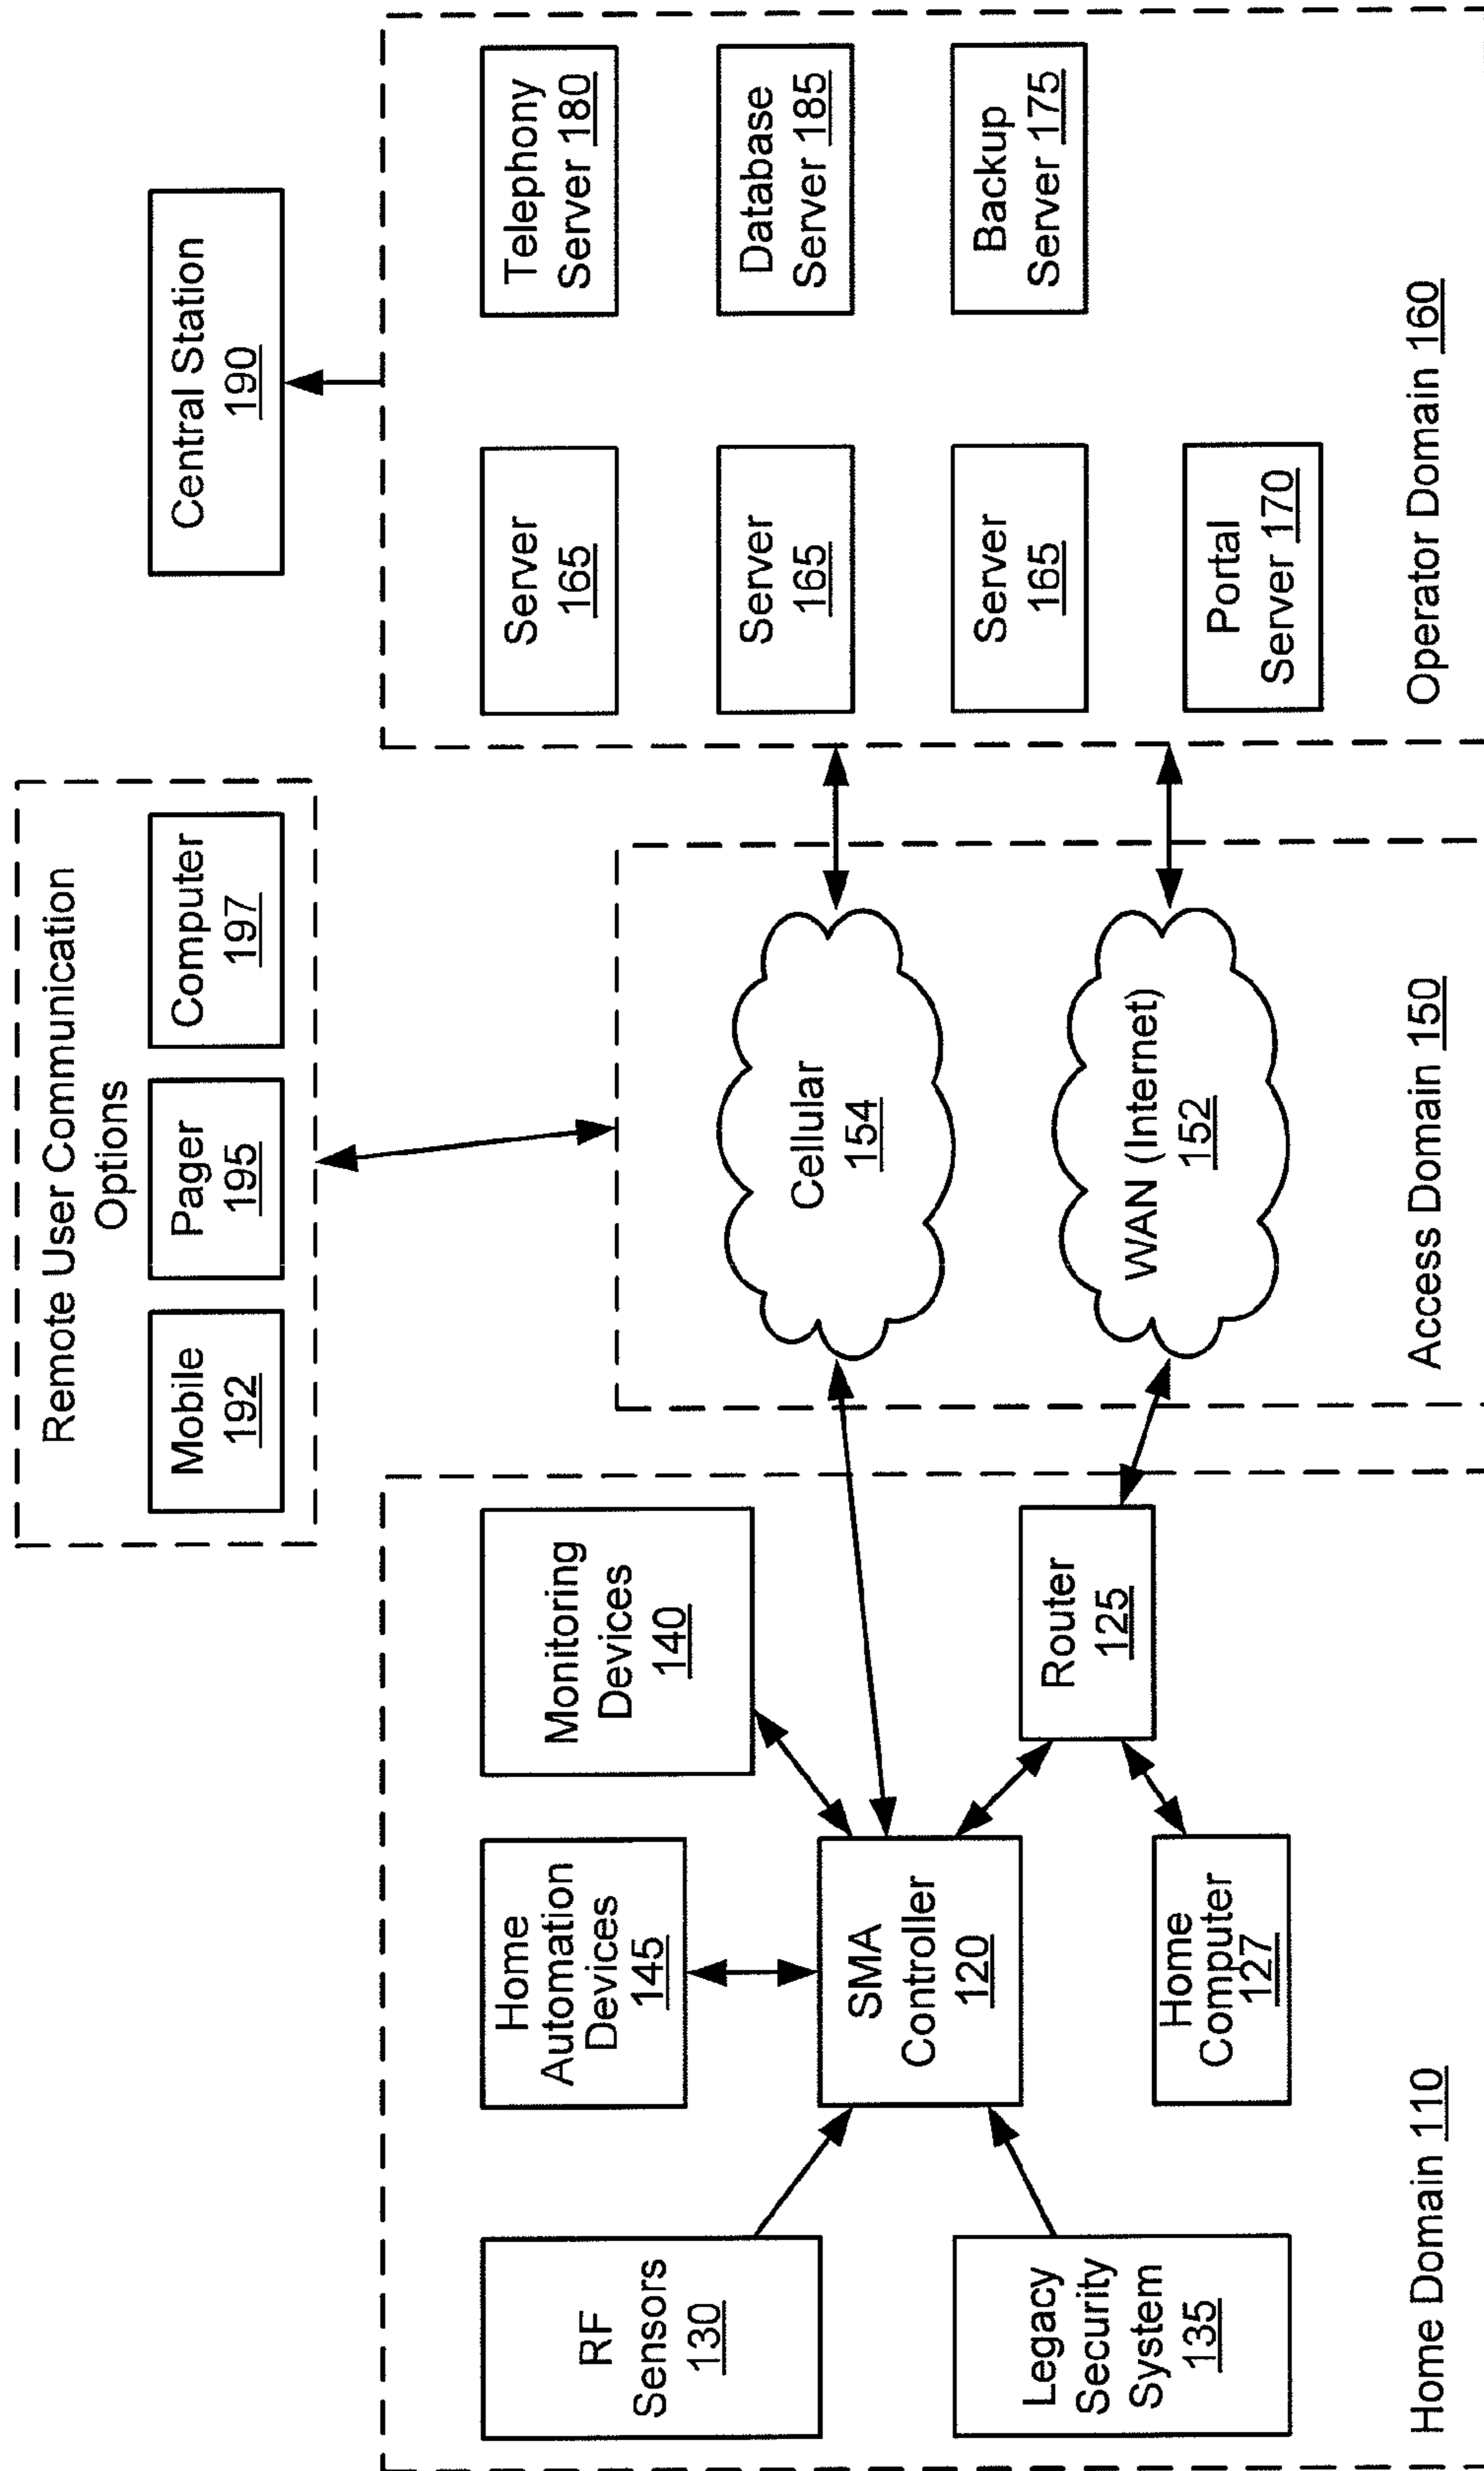 Remote User Communication
Options
Mobile
192
Pager
195
Computer
197
Central Station
190
RF
Sensors
130
Legacy
Security
System
135
Home
Automation
Devices
145
SMA
Controller
120
Home
Computer
127
Monitoring
Devices
140
Router
125
Home Domain 110
Cellular
154
WAN (Internet)
152
Access Domain 150
Server
165
Server
165
Server
165
Portal
Server 170
Telephony
Server 180
Database
Server 185
Backup
Server 175
Operator Domain 160